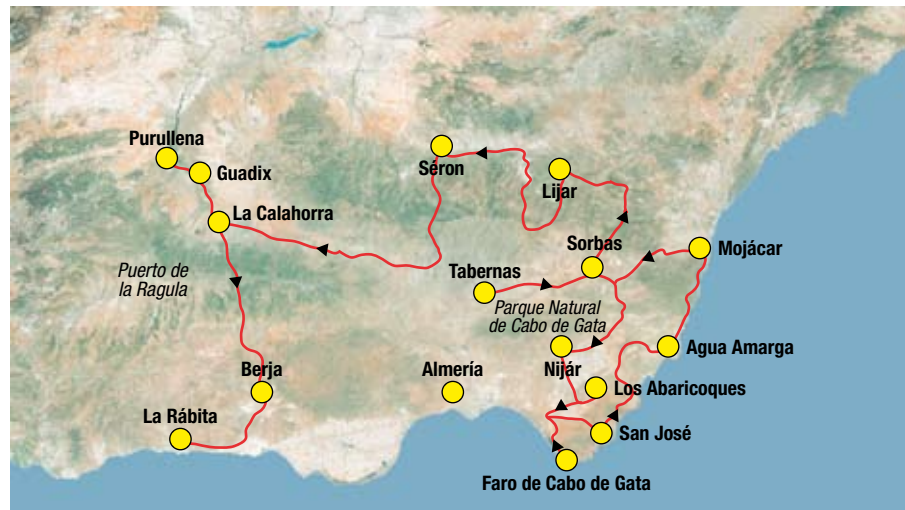 Purullena
Guadix
Séron
Lijar
La Calahorra
Sorbas
Mojácar
Puerto de
la Ragula
Tabernas
Parque Natural
de Cabo de Gata
Agua Amarga
Nijár
Berja
Almería
Los Abaricoques
La Rábita
San José
Faro de Cabo de Gata